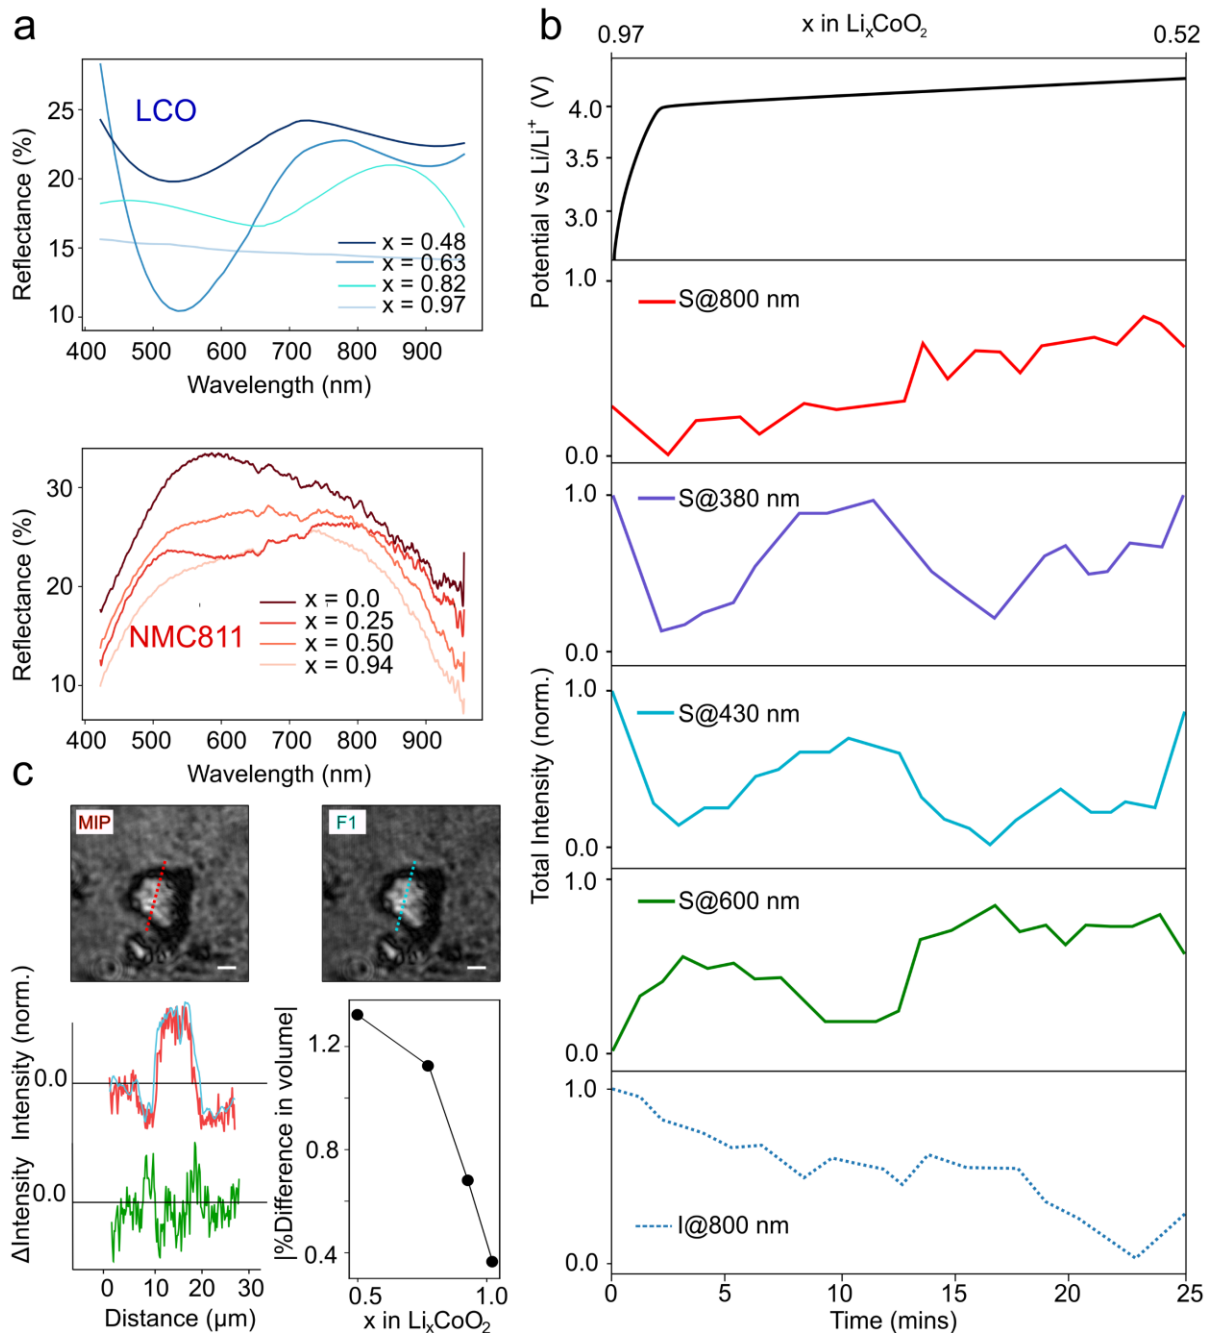 a
LCO
Reflectance (%)
25
20
15
10
x = 0.48
x = 0.63
x = 0.82
x = 0.97
400 500 600 700 800 900
Wavelength (nm)
Reflectance (%)
30
20
10
NMC811
x = 0.0
x = 0.25
x = 0.50
x = 0.94
400 500 600 700 800 900
Wavelength (nm)
b
x in LiₓCoO₂
0.97 0.52
Potential vs Li/Li⁺ (V)
4.0
3.5
3.0
1.0
S@800 nm
0.0
1.0
S@380 nm
0.0
Total Intensity (norm.)
1.0
S@430 nm
0.0
1.0
S@600 nm
0.0
1.0
I@800 nm
0.0
0 5 10 15 20 25
Time (mins)
c
MIP
F1
ΔIntensity Intensity (norm.)
0.0
0.0
0 10 20 30
Distance (µm)
|%Difference in volume|
1.2
0.8
0.4
0.5 1.0
x in LiₓCoO₂